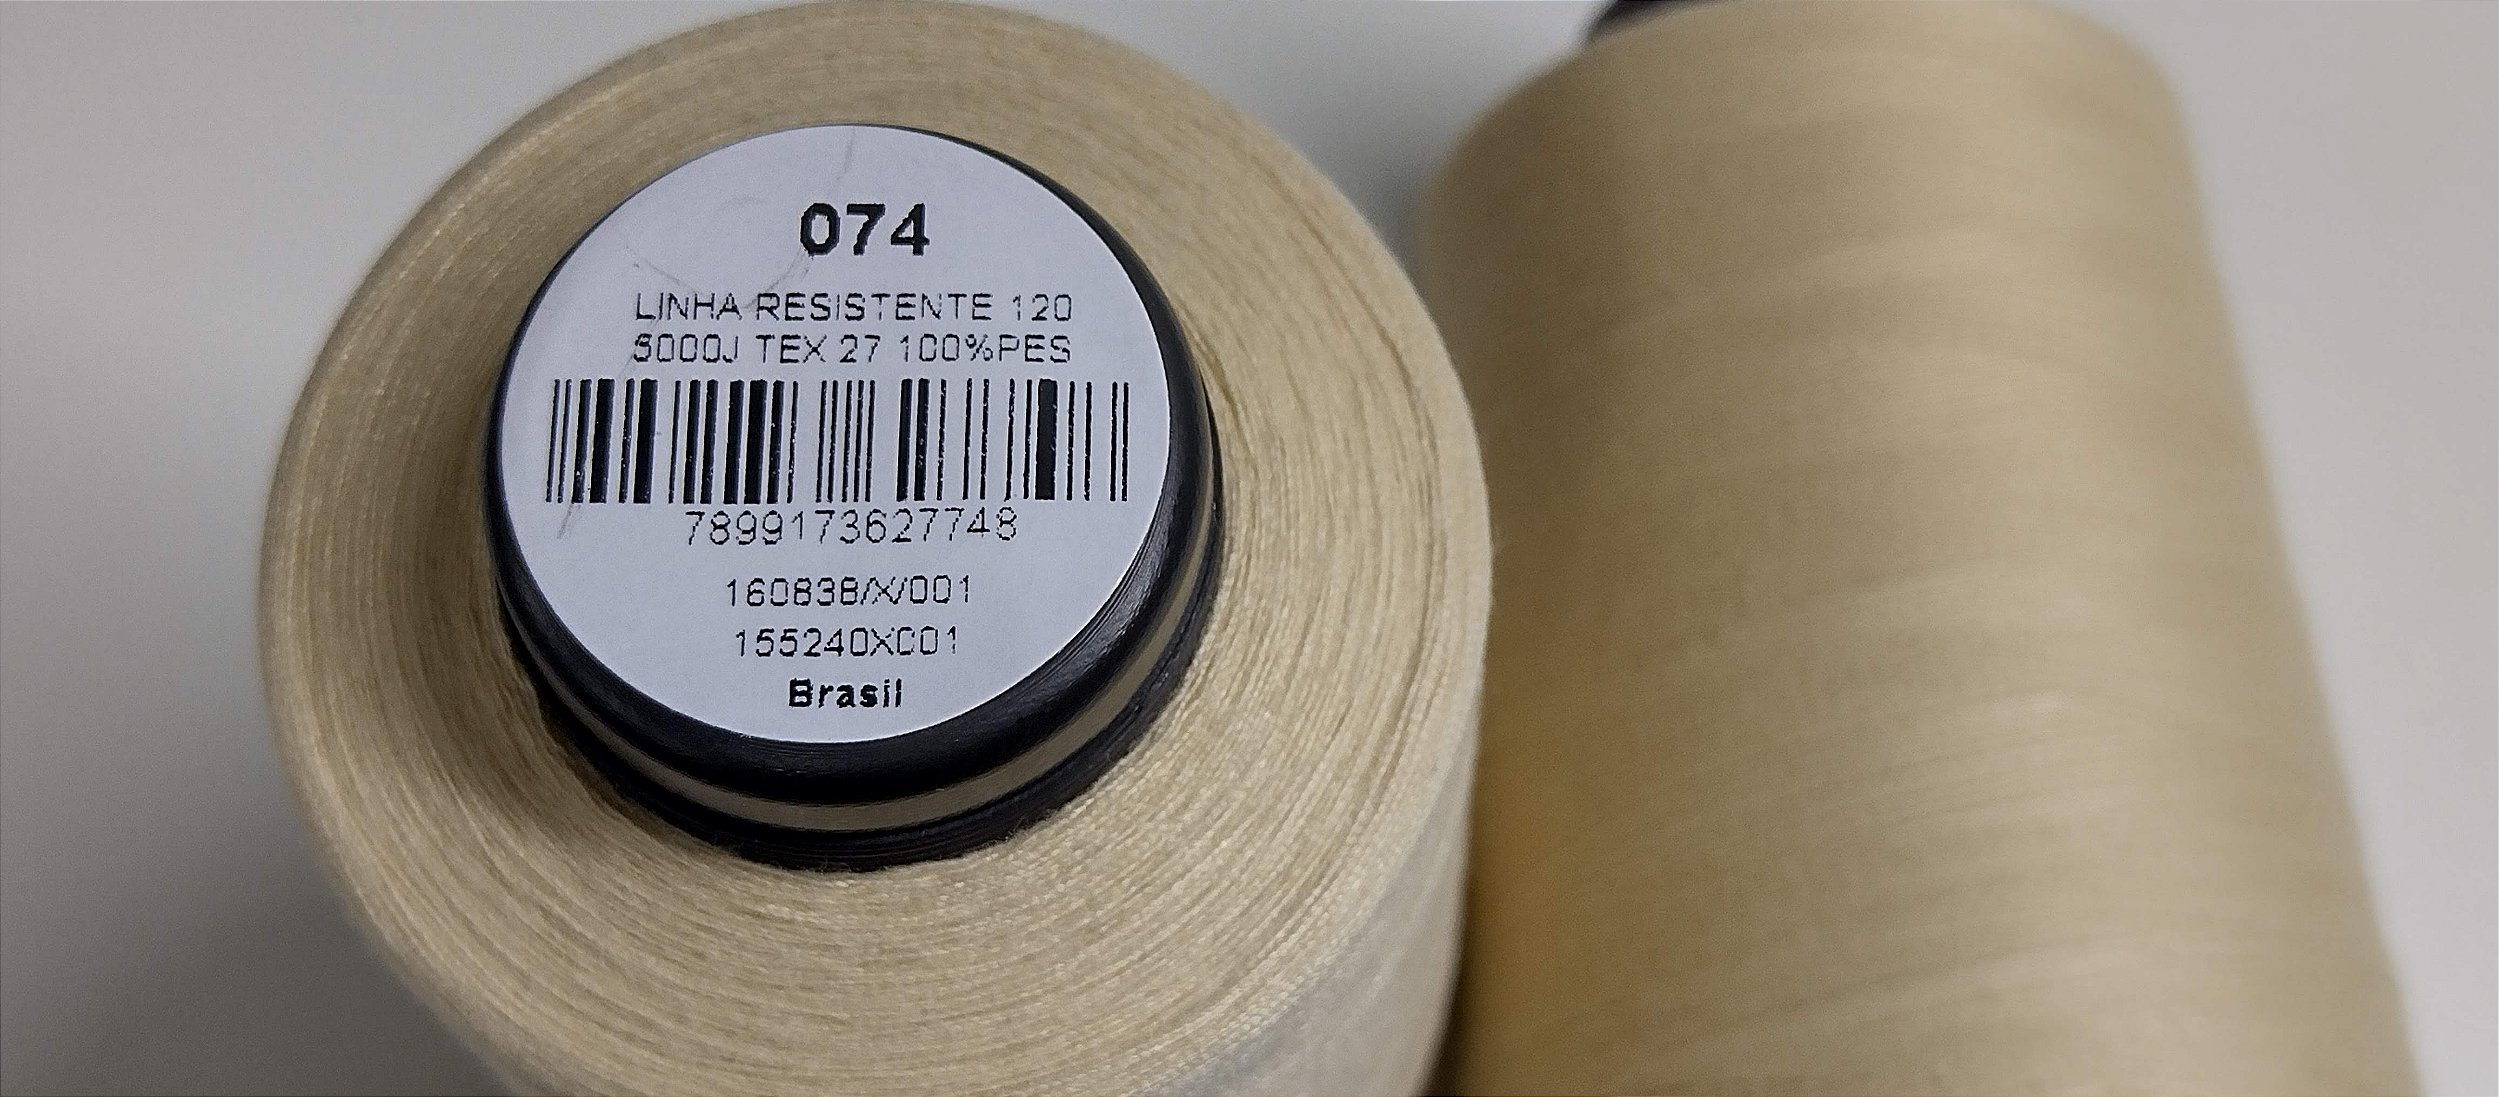 074
LINHA RESISTENTE 120
5000J TEX 27 100%PES
7899173627748
160838/X/001
155240X001
Brasil